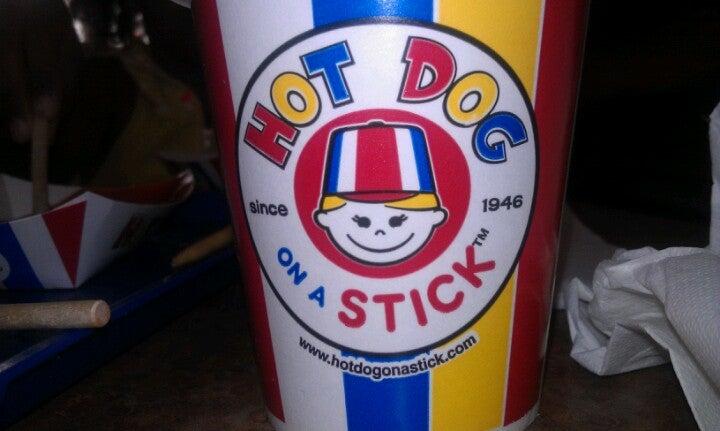 HOT DOG
since 1946
ON A STICK™
www.hotdogonastick.com